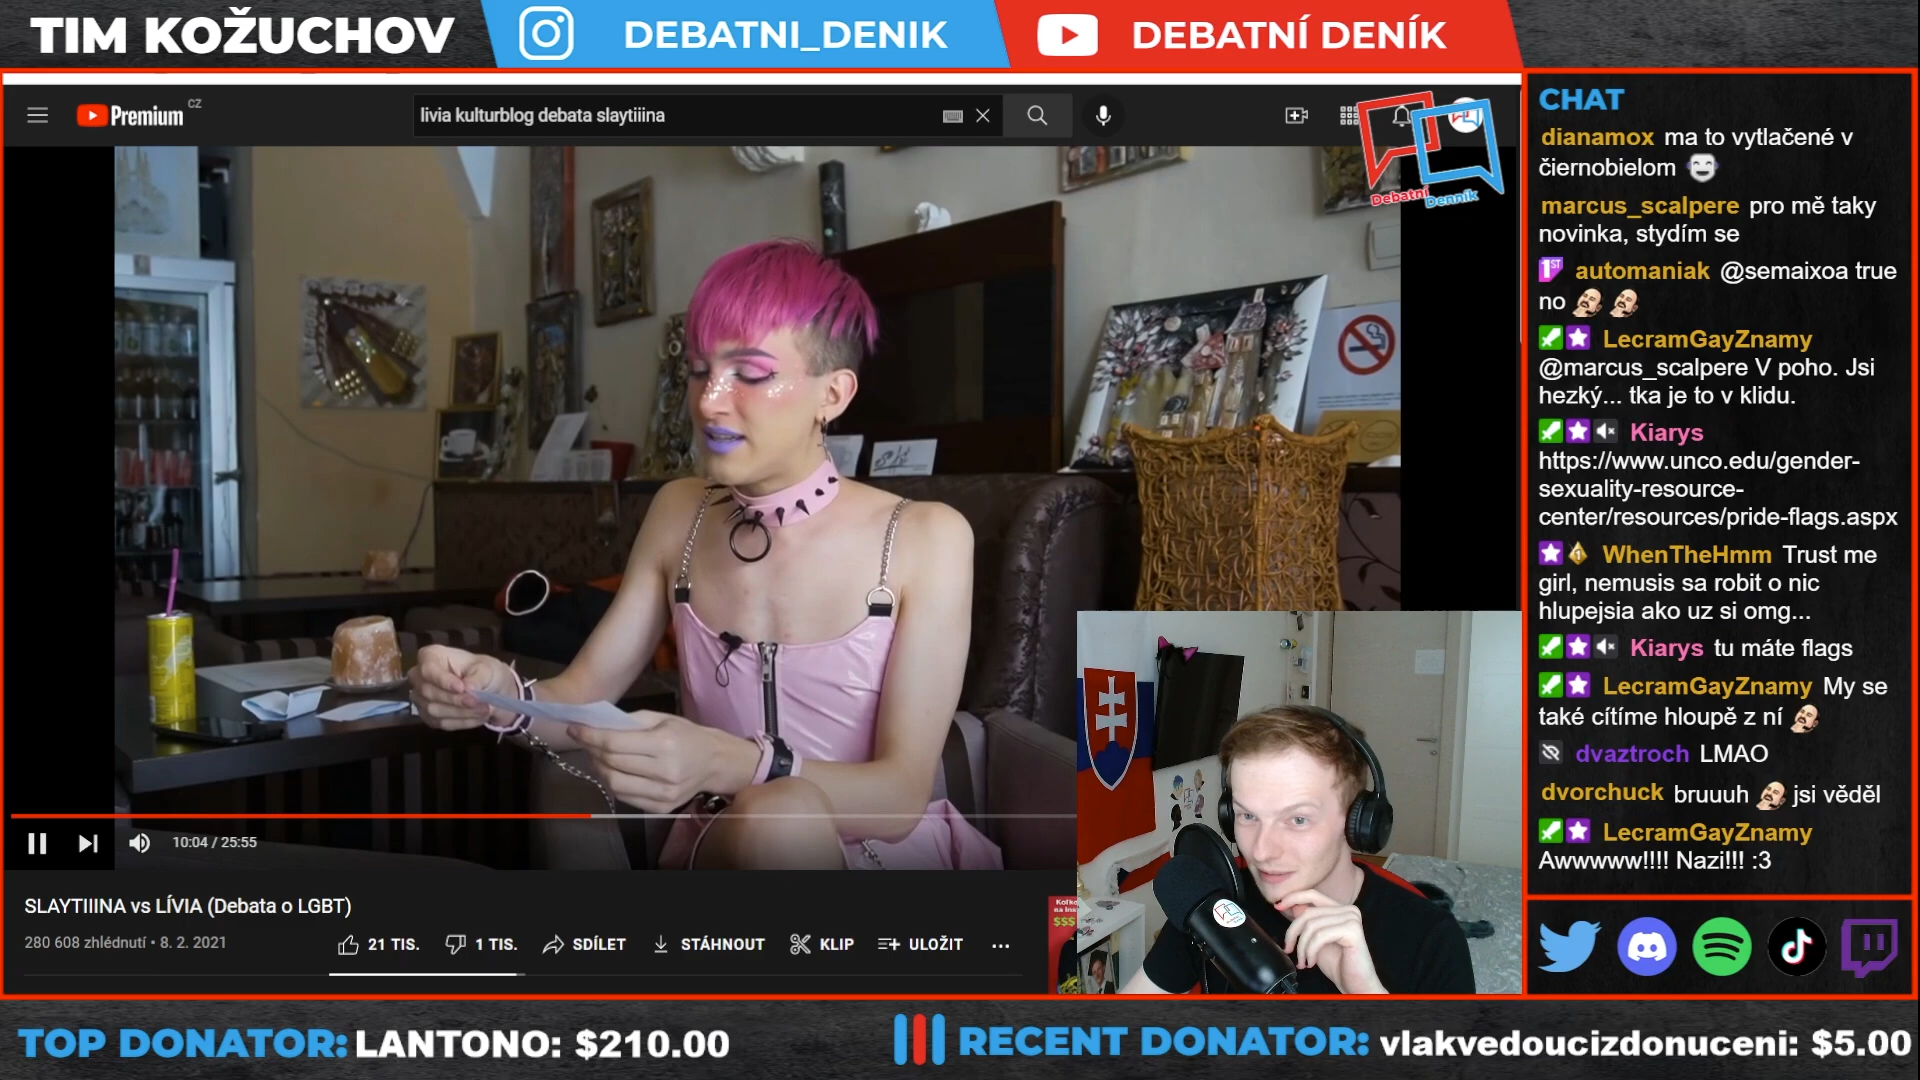 TIM KOŽUCHOV
DEBATNI_DENIK
DEBATNÍ DENÍK
Premium CZ
livia kulturblog debata slaytiiina
Debatní
Denník
CHAT
dianamox ma to vytlačené v
čiernobielom
marcus_scalpere pro mě taky
novinka, stydím se
1ST automaniak @semaixoa true
no
LecramGayZnamy
@marcus_scalpere V poho. Jsi
hezký... tka je to v klidu.
Kiarys
https://www.unco.edu/gender-
sexuality-resource-
center/resources/pride-flags.aspx
WhenTheHmm Trust me
girl, nemusis sa robit o nic
hlupejsia ako uz si omg...
Kiarys tu máte flags
LecramGayZnamy My se
také cítíme hloupě z ní
dvaztroch LMAO
dvorchuck bruuuh jsi věděl
LecramGayZnamy
Awwwww!!!! Nazi!!! :3
10:04 / 25:55
SLAYTIIINA vs LÍVIA (Debata o LGBT)
280 608 zhlédnutí • 8. 2. 2021
21 TIS.
1 TIS.
SDÍLET
STÁHNOUT
KLIP
ULOŽIT
$$$
TOP DONATOR: LANTONO: $210.00
RECENT DONATOR: vlakvedoucizdonuceni: $5.00